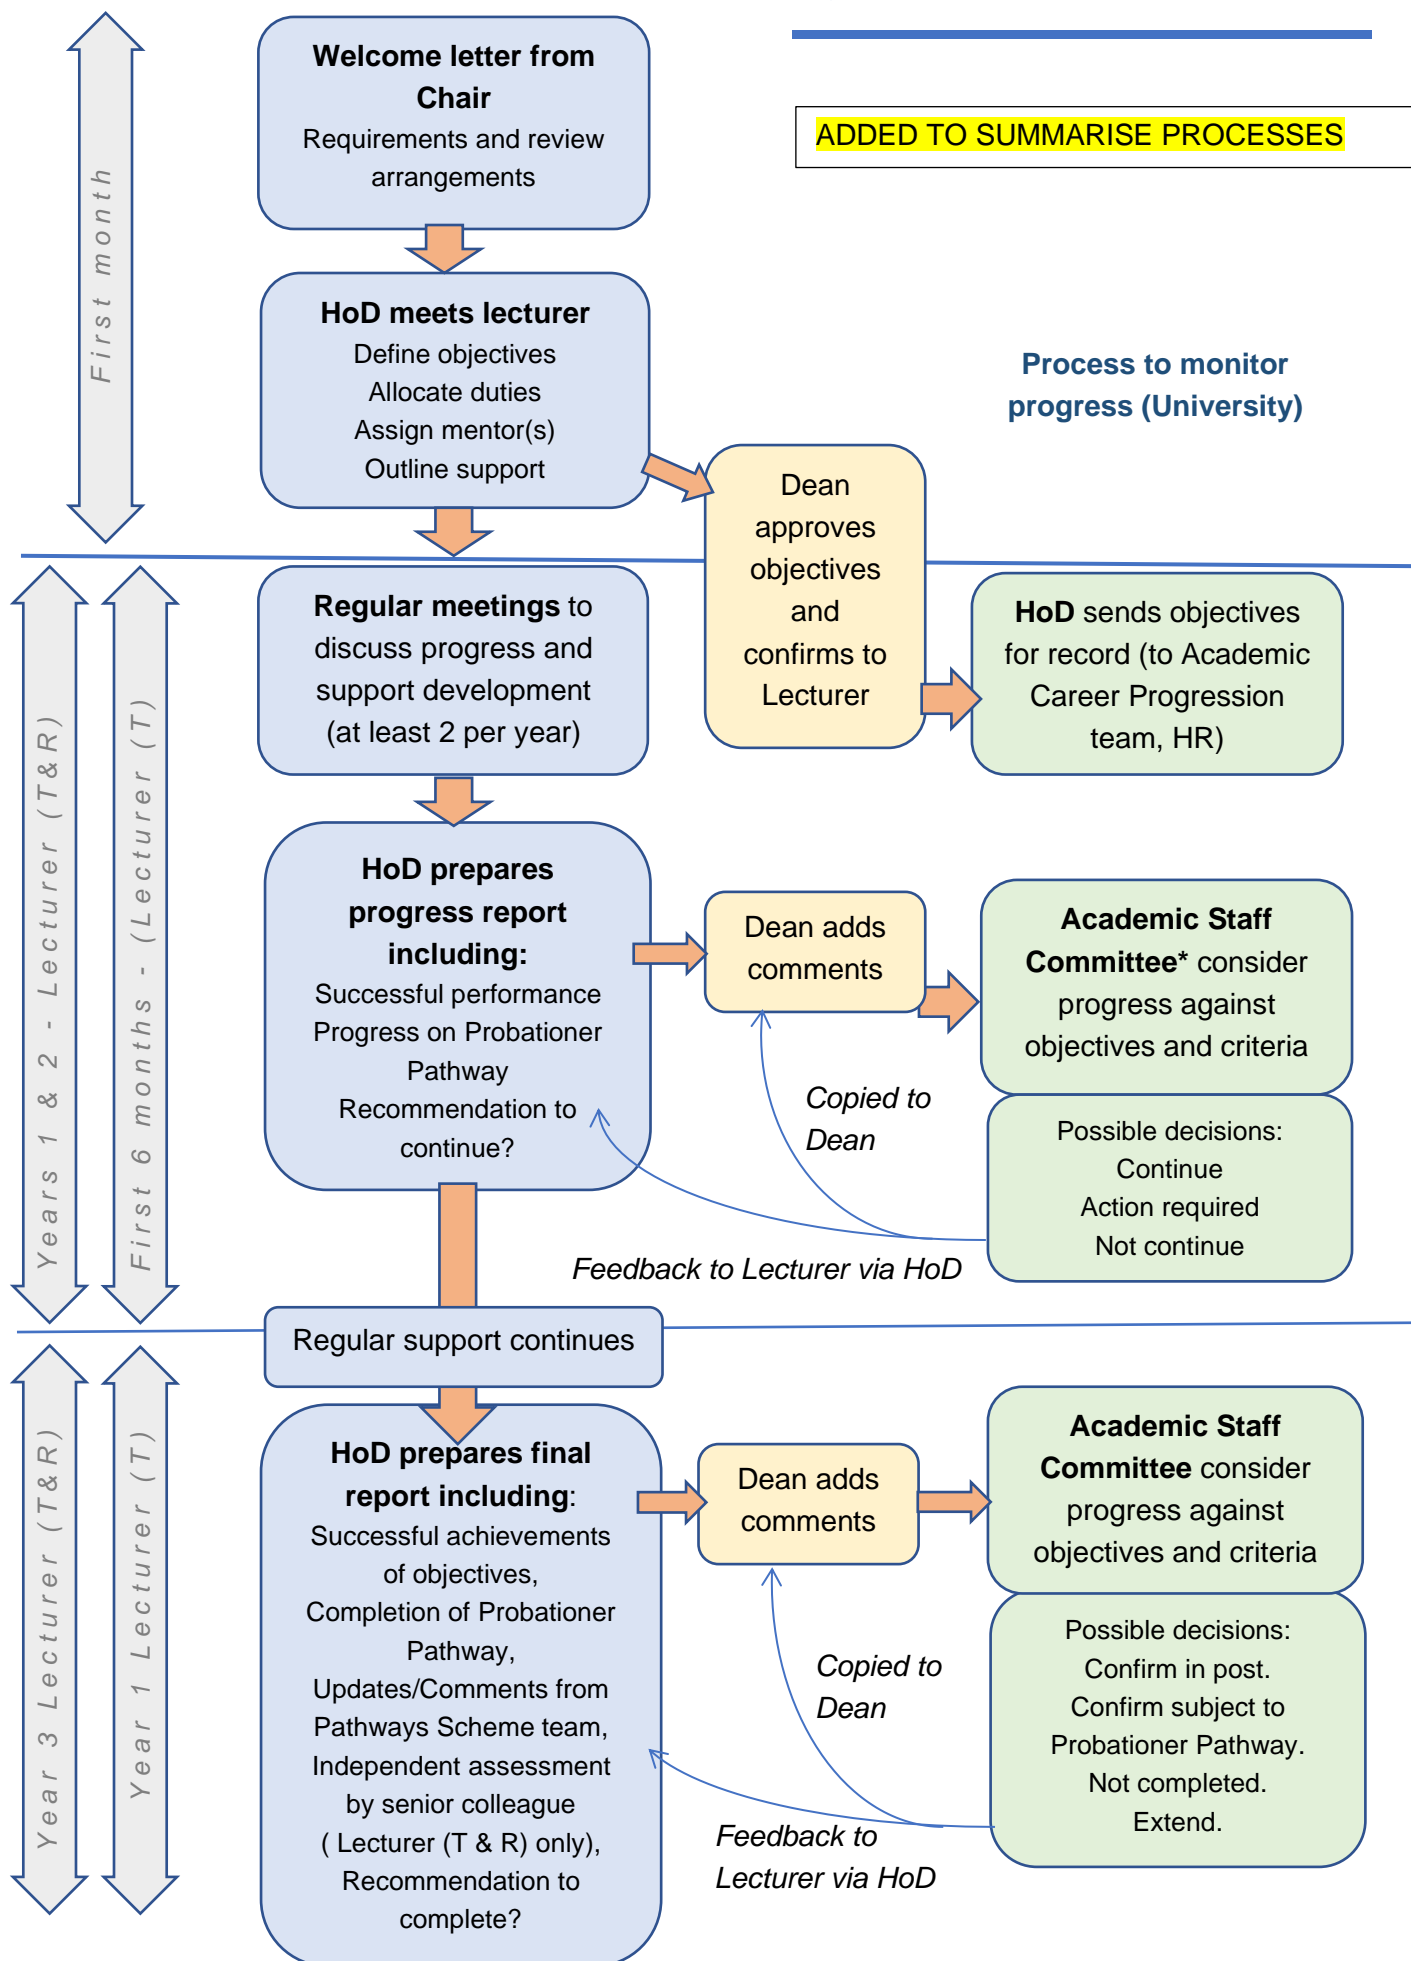 Welcome letter from
Chair
Requirements and review
arrangements
ADDED TO SUMMARISE PROCESSES
First month
HoD meets lecturer
Define objectives
Allocate duties
Assign mentor(s)
Outline support
Process to monitor
progress (University)
Dean
approves
objectives
and
confirms to
Lecturer
Regular meetings to
discuss progress and
support development
(at least 2 per year)
HoD sends objectives
for record (to Academic
Career Progression
team, HR)
Years 1 & 2 - Lecturer (T&R)
First 6 months - (Lecturer (T)
HoD prepares
progress report
including:
Successful performance
Progress on Probationer
Pathway
Recommendation to
continue?
Dean adds
comments
Academic Staff
Committee* consider
progress against
objectives and criteria
Copied to
Dean
Possible decisions:
Continue
Action required
Not continue
Feedback to Lecturer via HoD
Regular support continues
Year 3 Lecturer (T&R)
Year 1 Lecturer (T)
HoD prepares final
report including:
Successful achievements
of objectives,
Completion of Probationer
Pathway,
Updates/Comments from
Pathways Scheme team,
Independent assessment
by senior colleague
( Lecturer (T & R) only),
Recommendation to
complete?
Dean adds
comments
Academic Staff
Committee consider
progress against
objectives and criteria
Copied to
Dean
Possible decisions:
Confirm in post.
Confirm subject to
Probationer Pathway.
Not completed.
Extend.
Feedback to
Lecturer via HoD